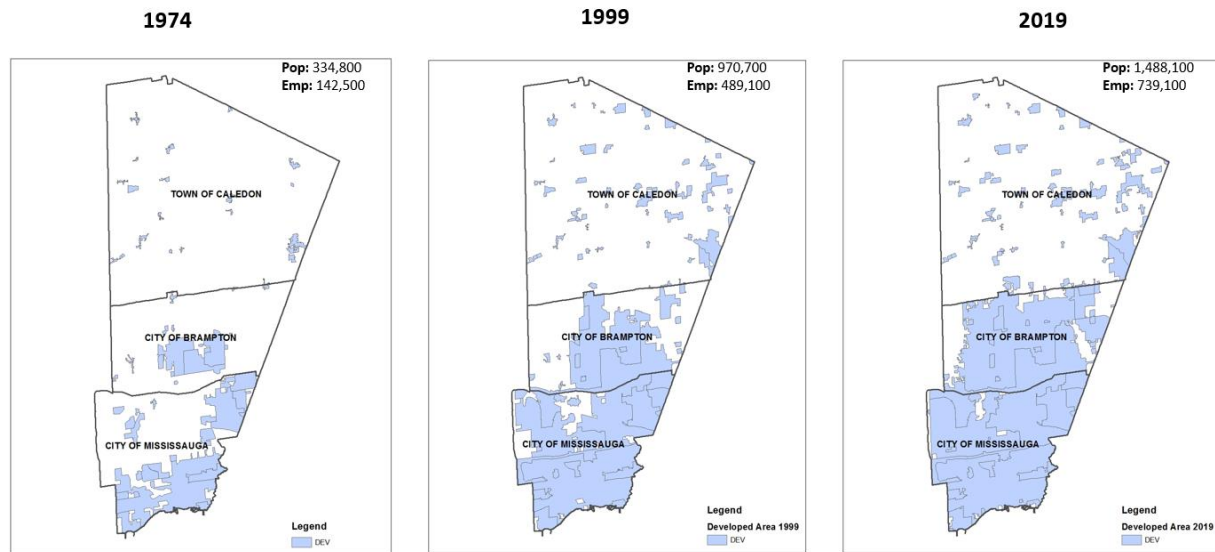 1974
Pop: 334,800
Emp: 142,500
TOWN OF CALEDON
CITY OF BRAMPTON
CITY OF MISSISSAUGA
Legend
DEV
1999
Pop: 970,700
Emp: 489,100
TOWN OF CALEDON
CITY OF BRAMPTON
CITY OF MISSISSAUGA
Legend
Developed Area 1999
DEV
2019
Pop: 1,488,100
Emp: 739,100
TOWN OF CALEDON
CITY OF BRAMPTON
CITY OF MISSISSAUGA
Legend
Developed Area 2019
DEV